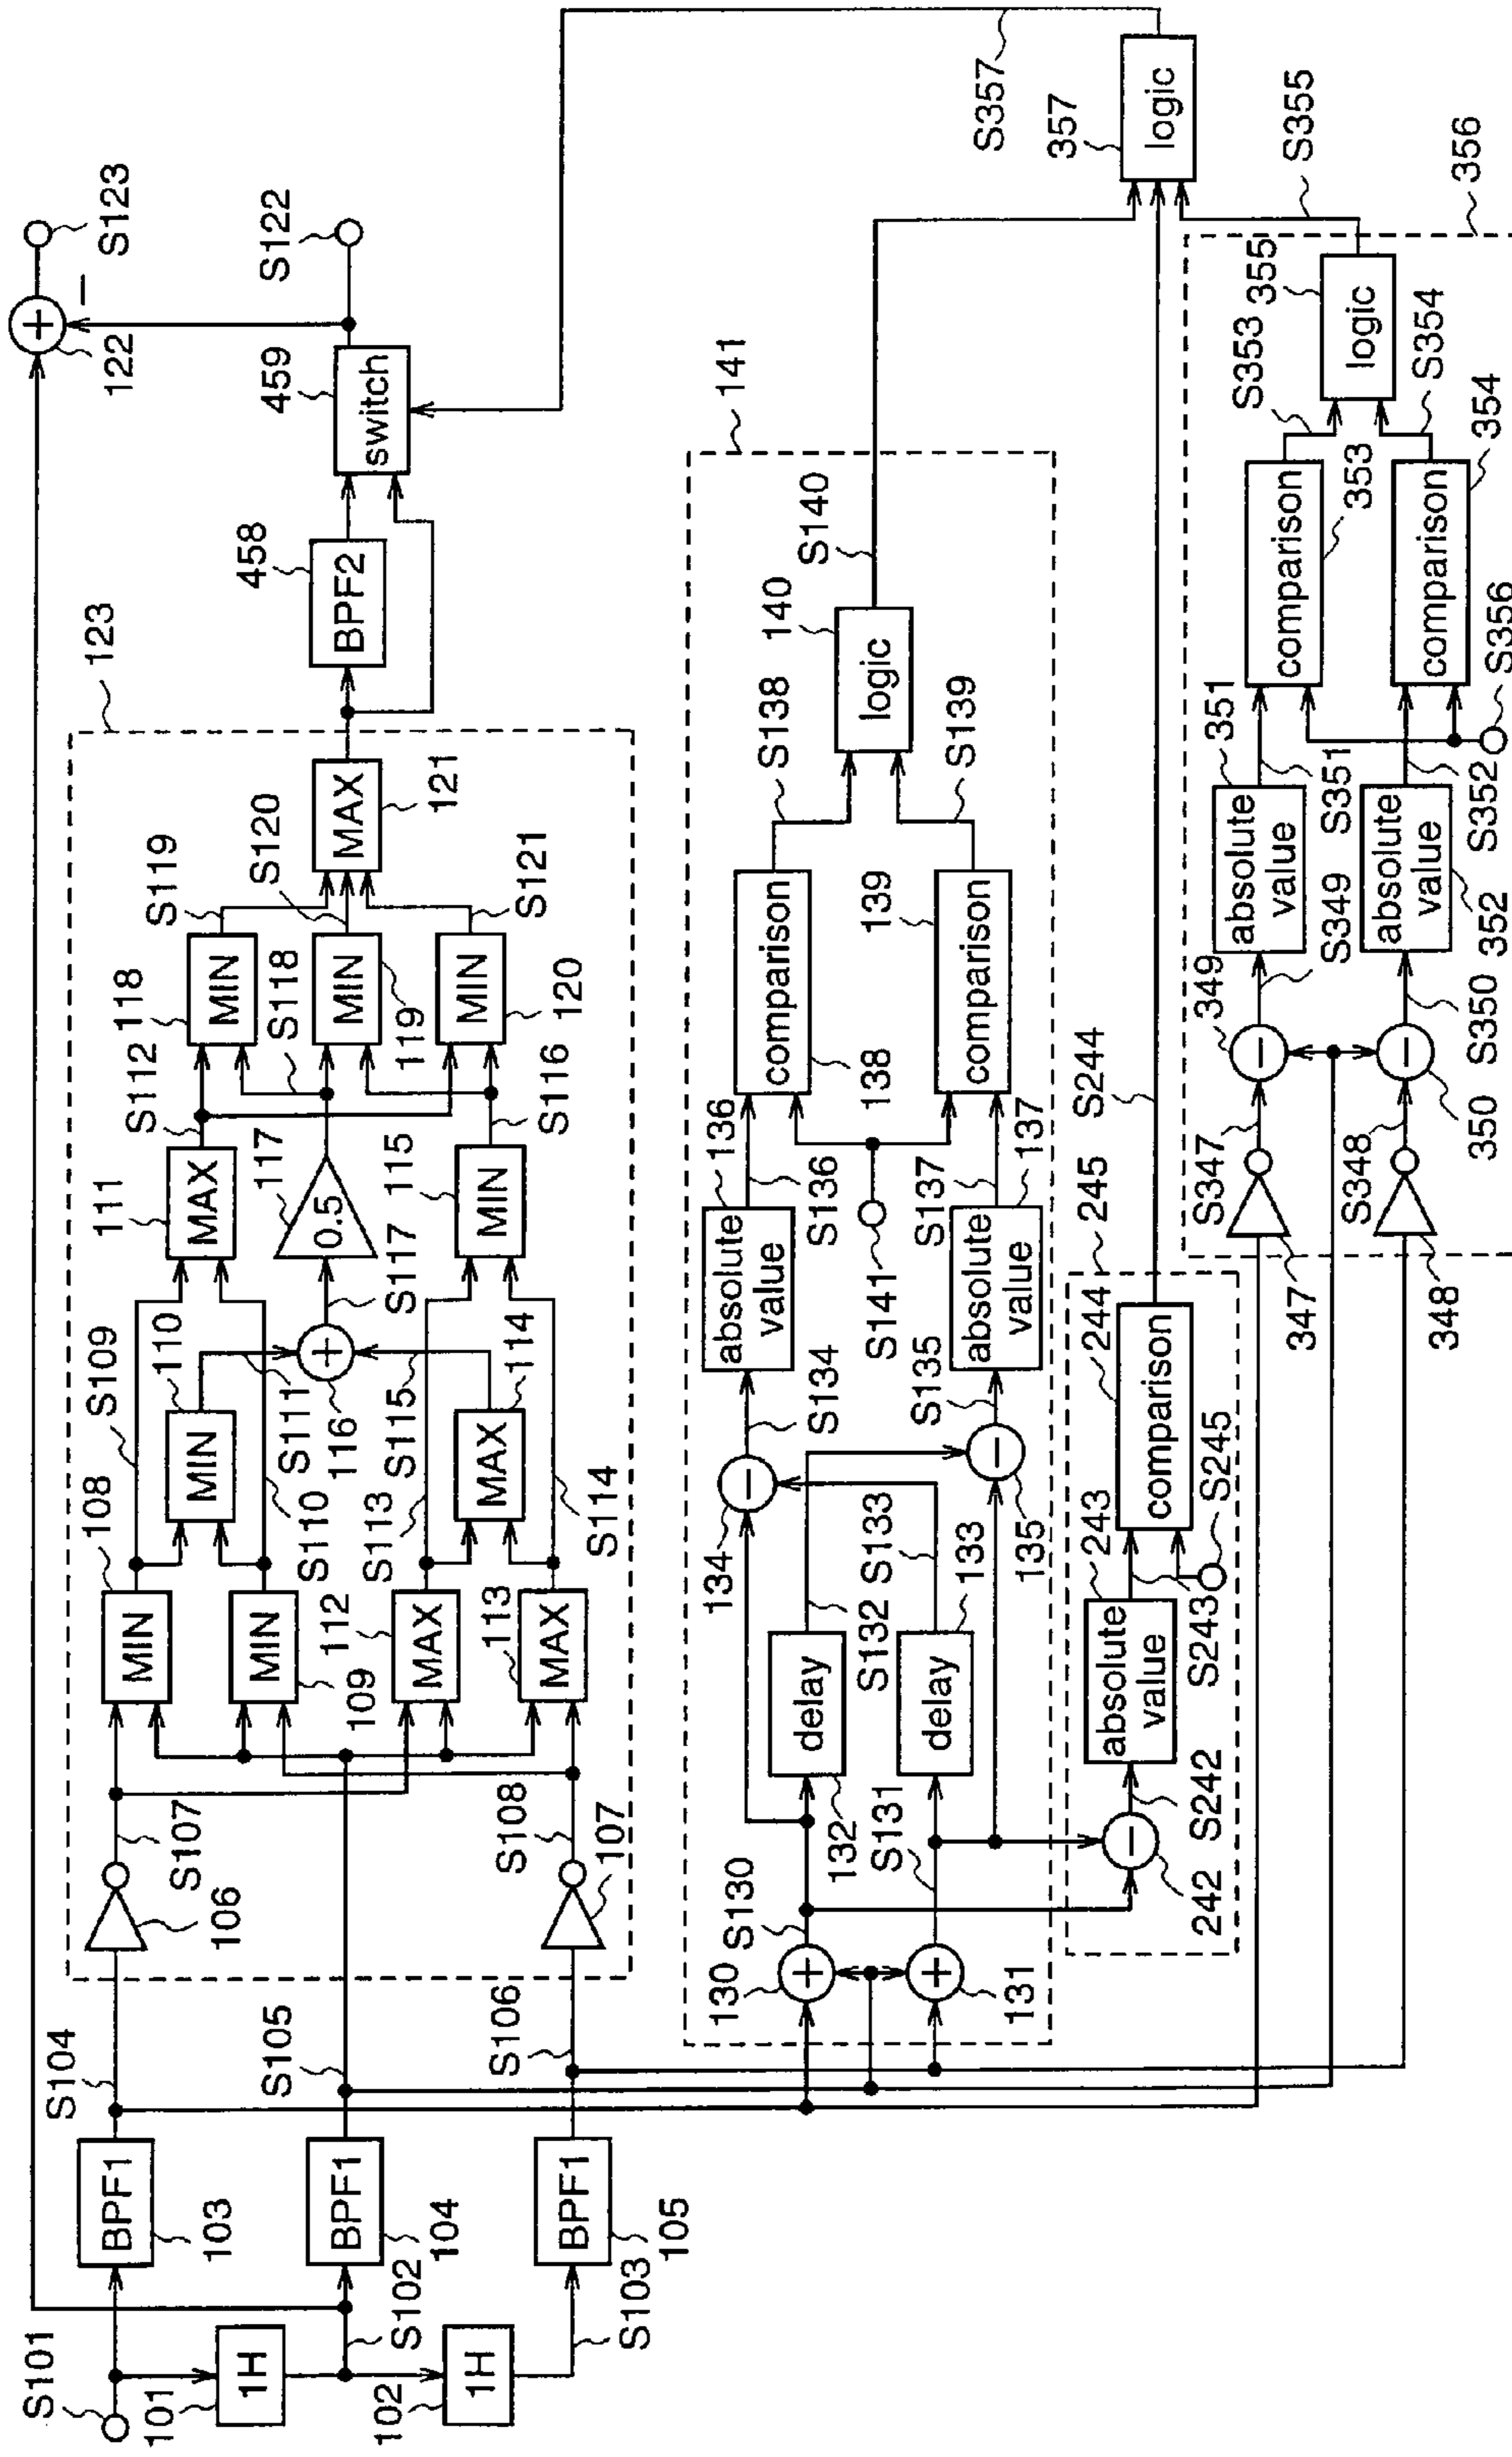 S101
101
1H
102
1H
S102
S103
BPF1
103
BPF1
104
BPF1
105
S104
S105
S106
106
S107
107
S108
MIN
108
MIN
109
MAX
112
MAX
113
S109
S110
S113
S114
MIN
110
S111
MAX
114
S115
+
116
S117
MAX
111
S112
0.5
117
MIN
115
S116
S118
MIN
118
MIN
119
MIN
120
S119
S120
S121
MAX
121
123
BPF2
458
switch
459
S122
+
−
122
S123
+
130
S130
+
131
S131
delay
132
S132
delay
133
S133
−
134
S134
−
135
S135
absolute
value
136
S136
absolute
value
137
S137
S141
comparison
138
S138
comparison
139
S139
logic
140
S140
141
−
242
S242
absolute
value
243
S243
S245
comparison
244
245
S244
347
S347
348
S348
−
349
S349
−
350
S350
absolute
value
351
S351
absolute
value
352
S352
S356
comparison
353
S353
comparison
354
S354
logic
355
S355
356
logic
357
S357